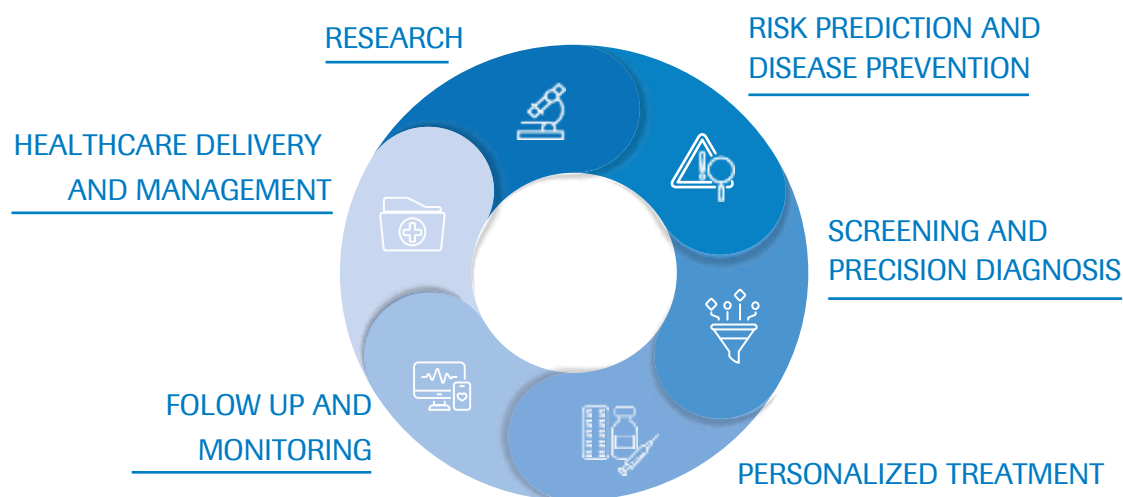 RESEARCH
RISK PREDICTION AND
DISEASE PREVENTION
HEALTHCARE DELIVERY
AND MANAGEMENT
SCREENING AND
PRECISION DIAGNOSIS
FOLOW UP AND
MONITORING
PERSONALIZED TREATMENT